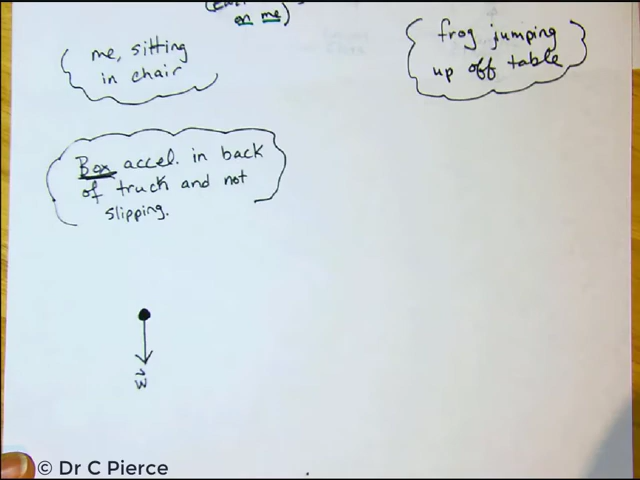 on me)
me, sitting
in chair
frog jumping
up off table
Box accel. in back
of truck and not
slipping.
w
© Dr C Pierce